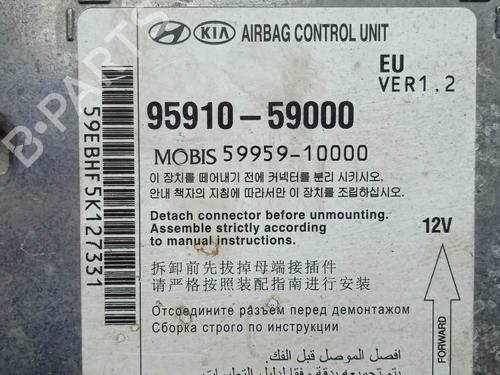 KIA AIRBAG CONTROL UNIT
EU
VER1.2
95910-59000
MOBIS 59959-10000
이 장치를 떼어내기 전에 커넥터를 분리 시키시오.
안내 책자의 지침에 따라서만 이 장치를 조립하십시오.
Detach connector before unmounting.
Assemble strictly according
to manual instructions.
12V
拆卸前先拔掉母端接插件
请严格按照装配指南进行安装
Отсоедините разъем перед демонтажом
Сборка строго по инструкции
افصل الموصل قبل الفك.
FORWARD
59EBHF5K127331
B-PARTS